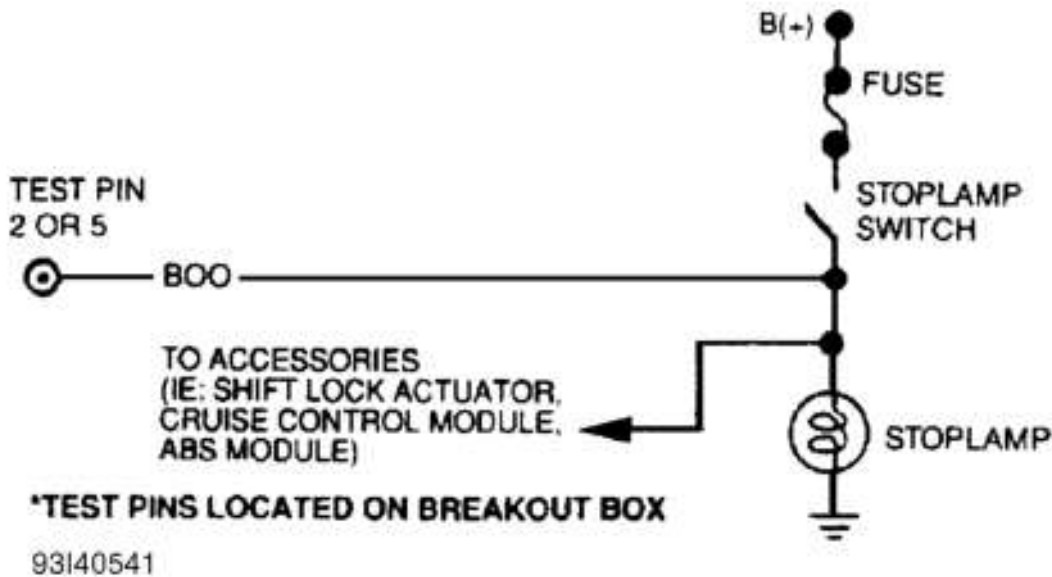 B(+)
FUSE
TEST PIN
2 OR 5
STOPLAMP
SWITCH
BOO
TO ACCESSORIES
(IE: SHIFT LOCK ACTUATOR,
CRUISE CONTROL MODULE,
ABS MODULE)
STOPLAMP
*TEST PINS LOCATED ON BREAKOUT BOX
93I40541